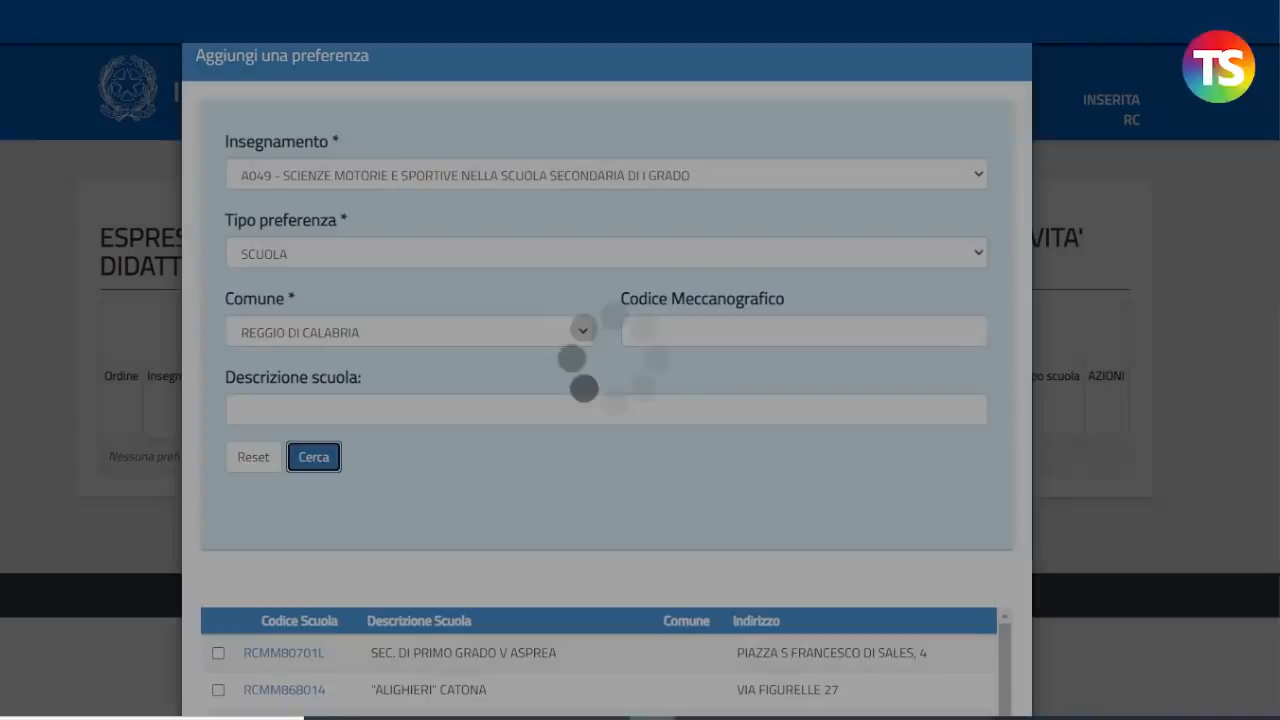 Aggiungi una preferenza
TS
INSERITA
RC
Insegnamento *
A049 - SCIENZE MOTORIE E SPORTIVE NELLA SCUOLA SECONDARIA DI I GRADO
Tipo preferenza *
SCUOLA
ESPRES
VITA'
DIDATT
Comune *
Codice Meccanografico
REGGIO DI CALABRIA
Ordine
Insegn
Descrizione scuola:
scuola
AZIONI
Nessuna pref
Reset
Cerca
Codice Scuola
Descrizione Scuola
Comune
Indirizzo
RCMM80701L
SEC. DI PRIMO GRADO V ASPREA
PIAZZA S FRANCESCO DI SALES, 4
RCMM868014
"ALIGHIERI" CATONA
VIA FIGURELLE 27